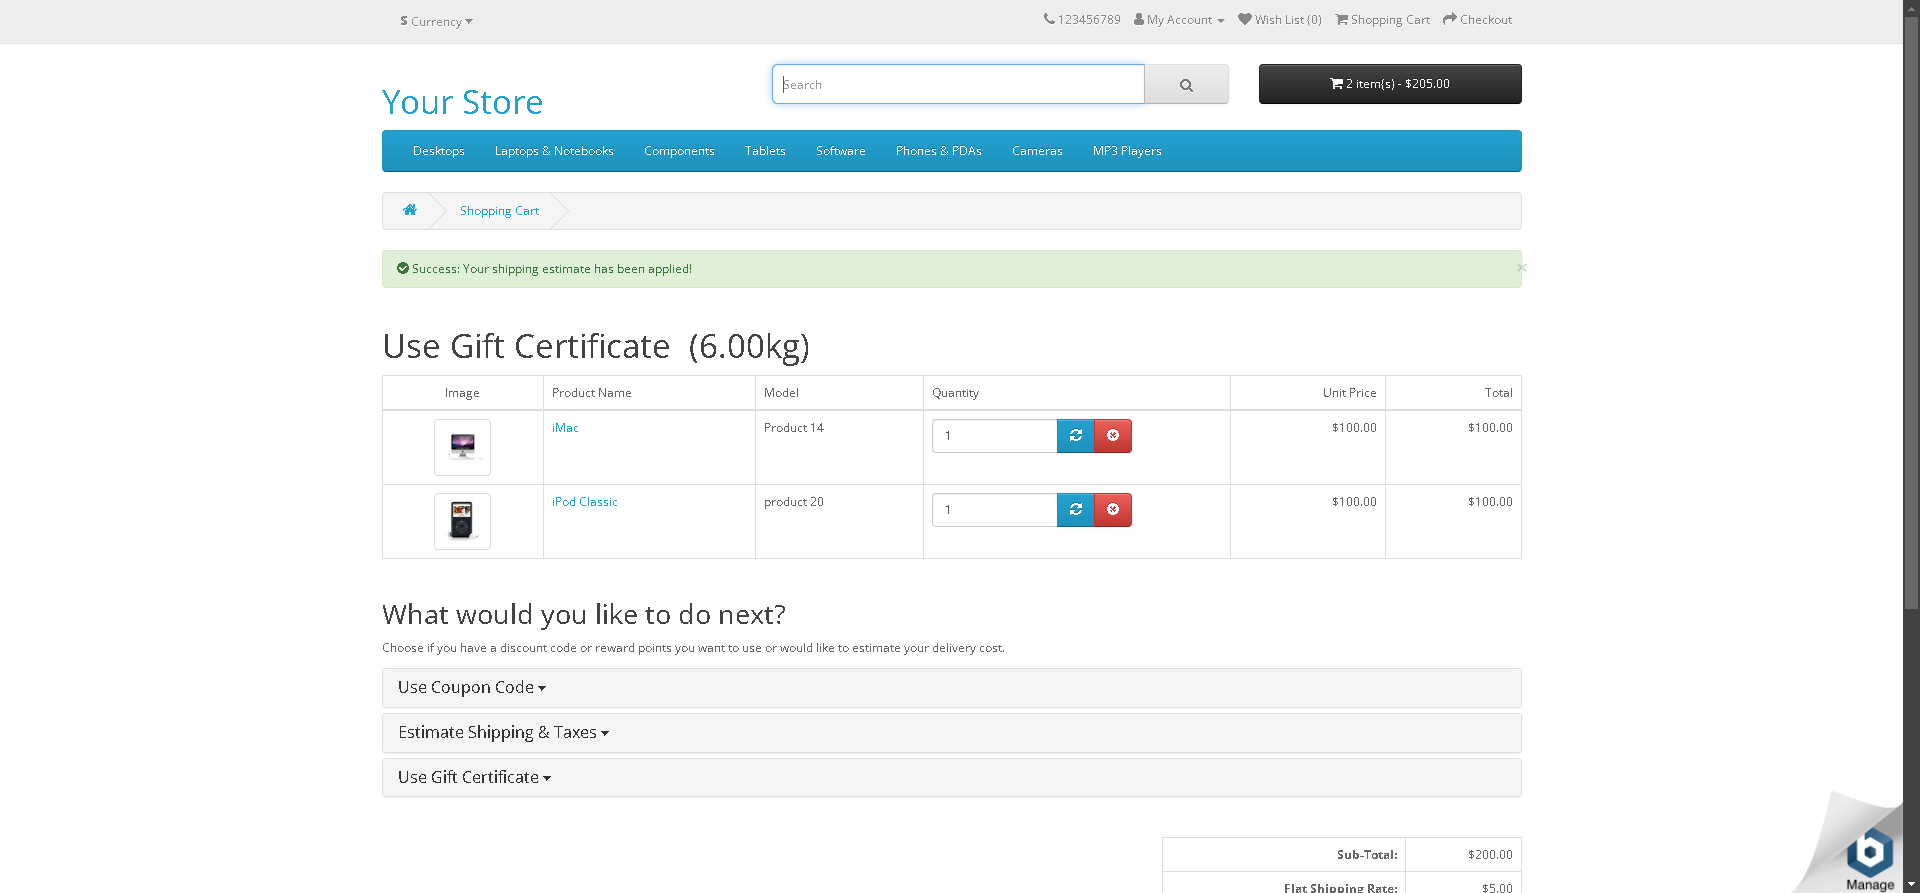 $ Currency
123456789 My Account Wish List (0) Shopping Cart Checkout
Your Store
Search
2 item(s) - $205.00
Desktops Laptops & Notebooks Components Tablets Software Phones & PDAs Cameras MP3 Players
Shopping Cart
Success: Your shipping estimate has been applied!
×
Use Gift Certificate (6.00kg)
Image Product Name Model Quantity Unit Price Total
iMac Product 14 1 $100.00 $100.00
iPod Classic product 20 1 $100.00 $100.00
What would you like to do next?
Choose if you have a discount code or reward points you want to use or would like to estimate your delivery cost.
Use Coupon Code
Estimate Shipping & Taxes
Use Gift Certificate
Sub-Total: $200.00
Flat Shipping Rate: $5.00
Manage